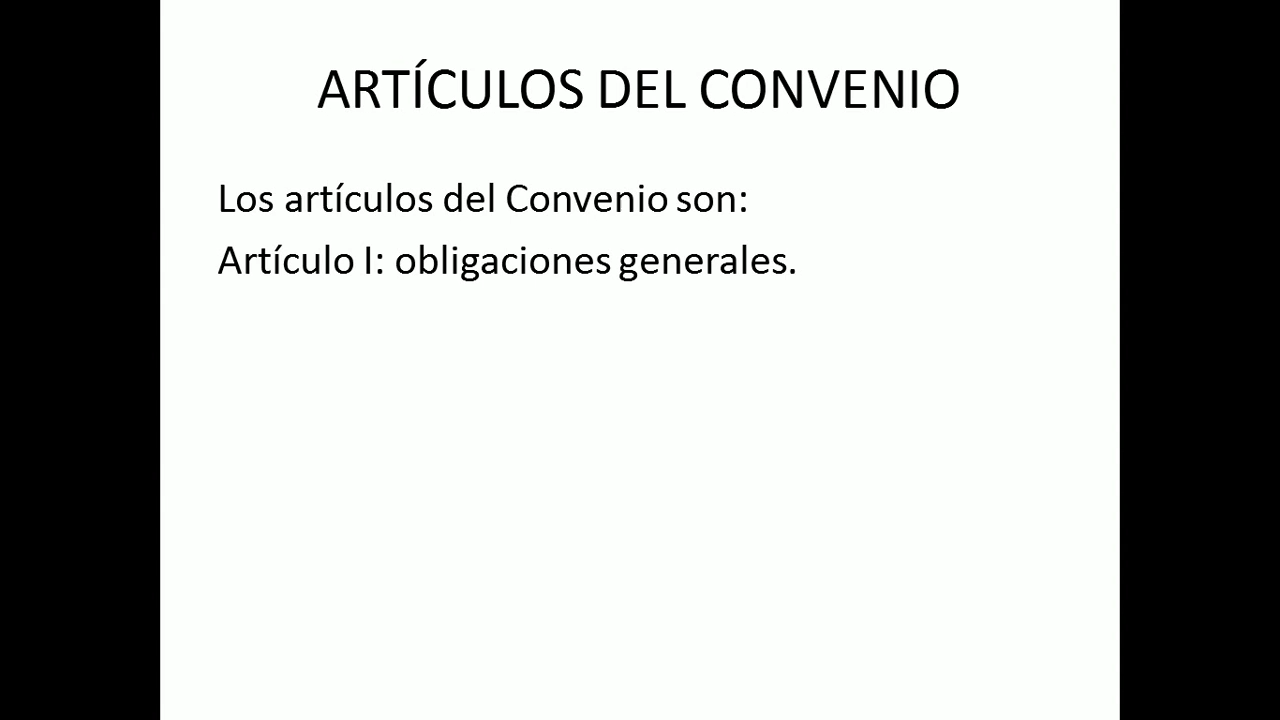 ARTÍCULOS DEL CONVENIO
Los artículos del Convenio son:
Artículo I: obligaciones generales.